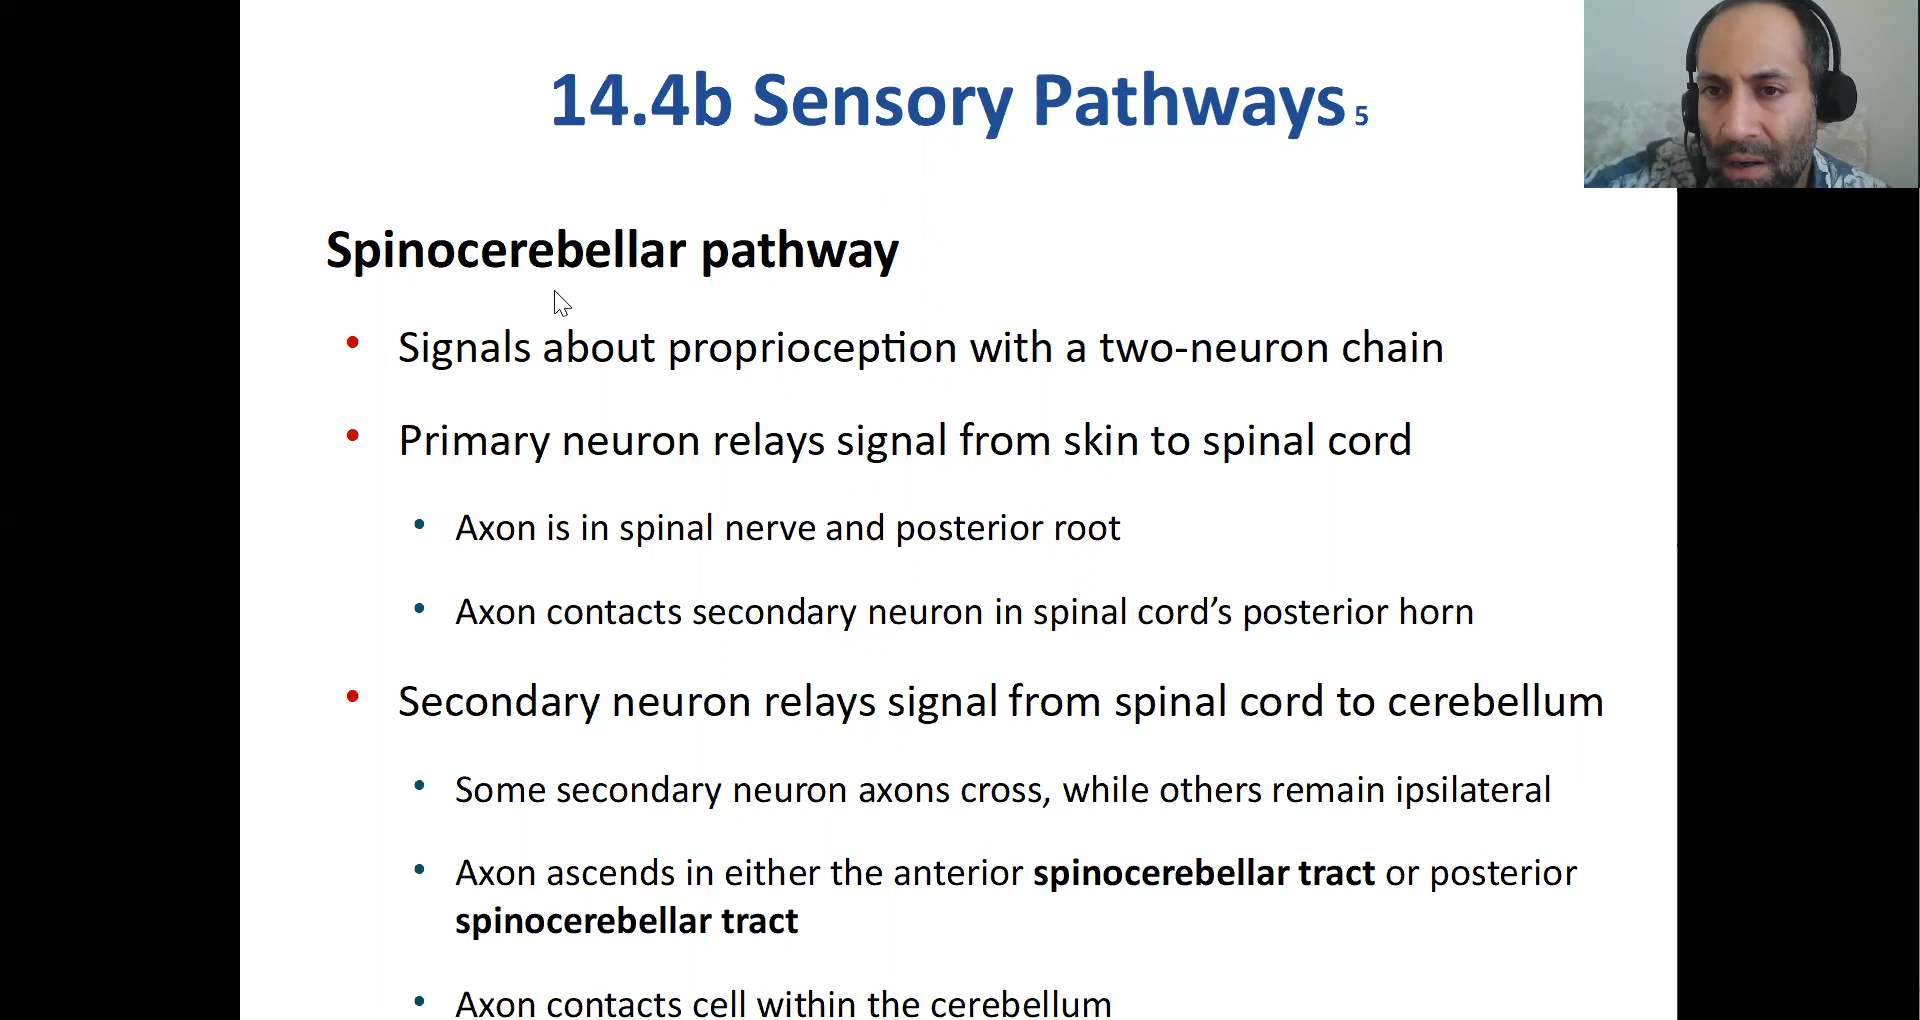 14.4b Sensory Pathways 5
Spinocerebellar pathway
• Signals about proprioception with a two-neuron chain
• Primary neuron relays signal from skin to spinal cord
• Axon is in spinal nerve and posterior root
• Axon contacts secondary neuron in spinal cord’s posterior horn
• Secondary neuron relays signal from spinal cord to cerebellum
• Some secondary neuron axons cross, while others remain ipsilateral
• Axon ascends in either the anterior spinocerebellar tract or posterior
spinocerebellar tract
• Axon contacts cell within the cerebellum